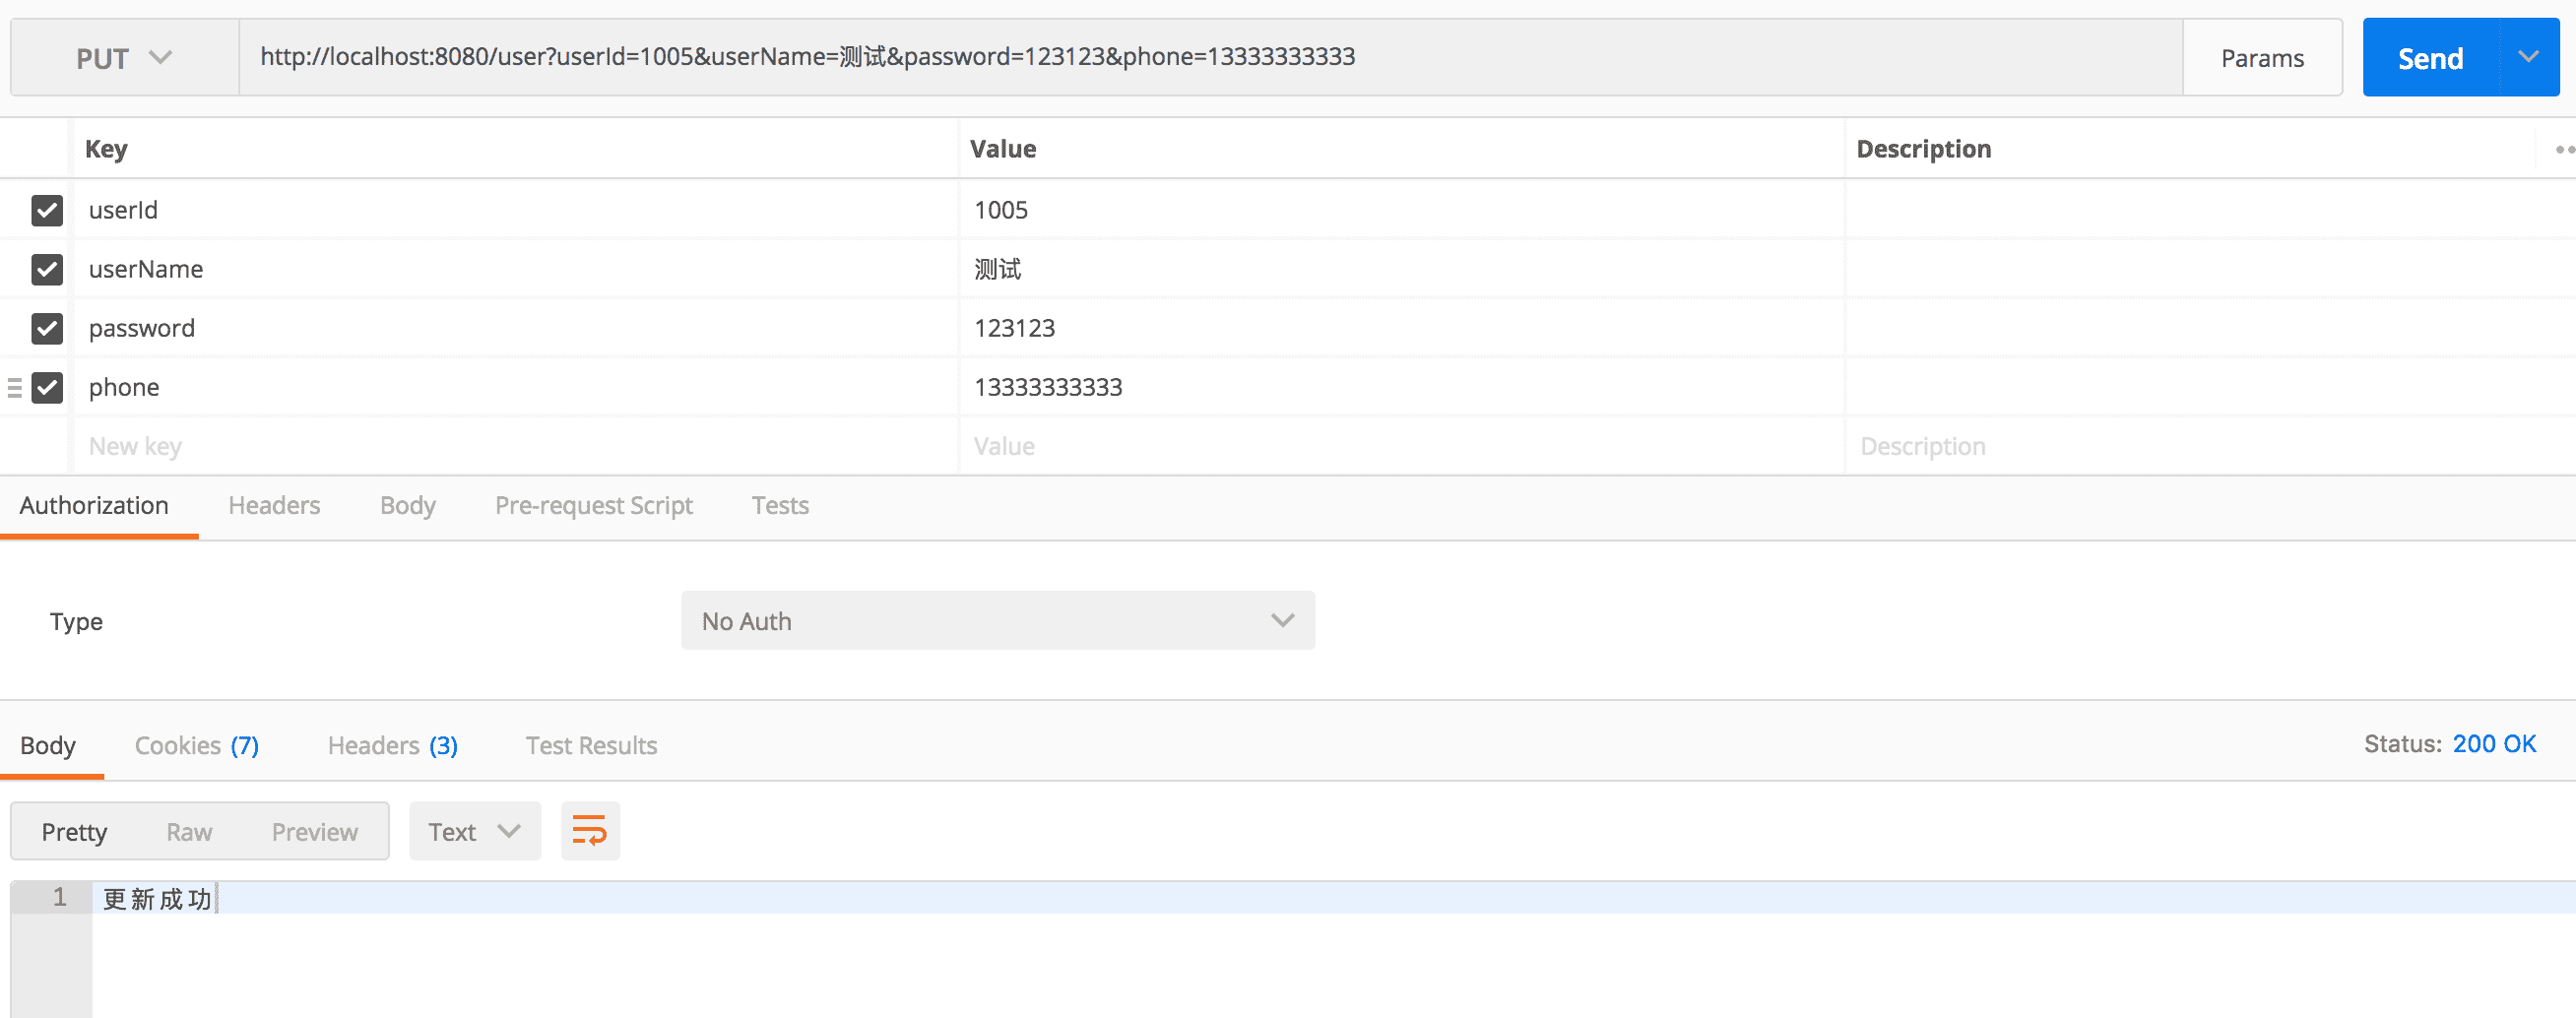 PUT http://localhost:8080/user?userId=1005&userName=测试&password=123123&phone=13333333333 Params Send
Key Value Description
userId 1005
userName 测试
password 123123
phone 13333333333
New key Value Description
Authorization Headers Body Pre-request Script Tests
Type No Auth
Body Cookies (7) Headers (3) Test Results Status: 200 OK
Pretty Raw Preview Text
1 更新成功